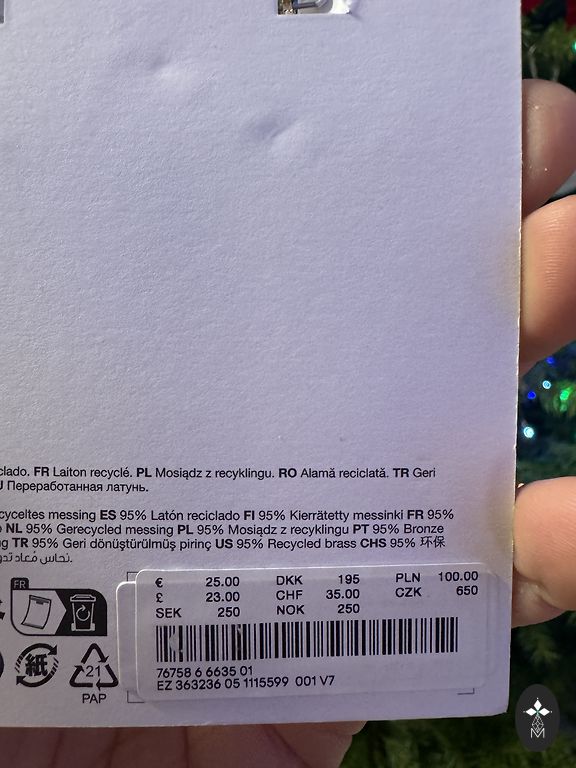 clado. FR Laiton recyclé. PL Mosiądz z recyklingu. RO Alamă reciclată. TR Geri
U Переработанная латунь.
cyceltes messing ES 95% Latón reciclado FI 95% Kierrätetty messinki FR 95%
NL 95% Gerecycled messing PL 95% Mosiądz z recyklingu PT 95% Bronze
g TR 95% Geri dönüştürülmüş pirinç US 95% Recycled brass CHS 95% 环保
نحاس مُعاد تدو
FR
€ 25.00 DKK 195 PLN 100.00
£ 23.00 CHF 35.00 CZK 650
SEK 250 NOK 250
紙
21
PAP
76758 6 6635 01
EZ 363236 05 1115599 001 V7
M